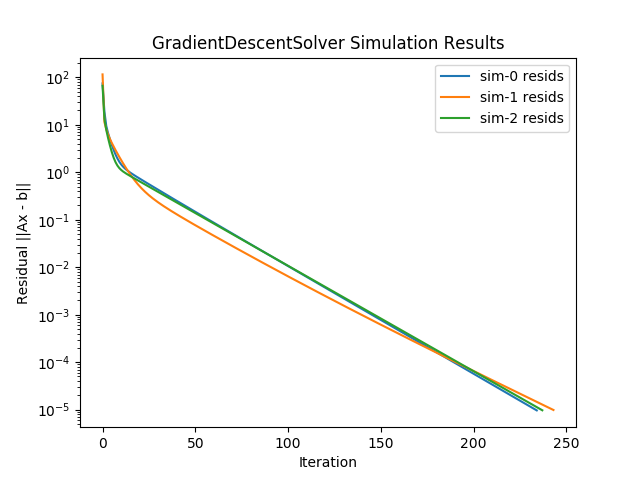 GradientDescentSolver Simulation Results
sim-0 resids
sim-1 resids
sim-2 resids
Residual ||Ax - b||
10²
10¹
10⁰
10⁻¹
10⁻²
10⁻³
10⁻⁴
10⁻⁵
0 50 100 150 200 250
Iteration